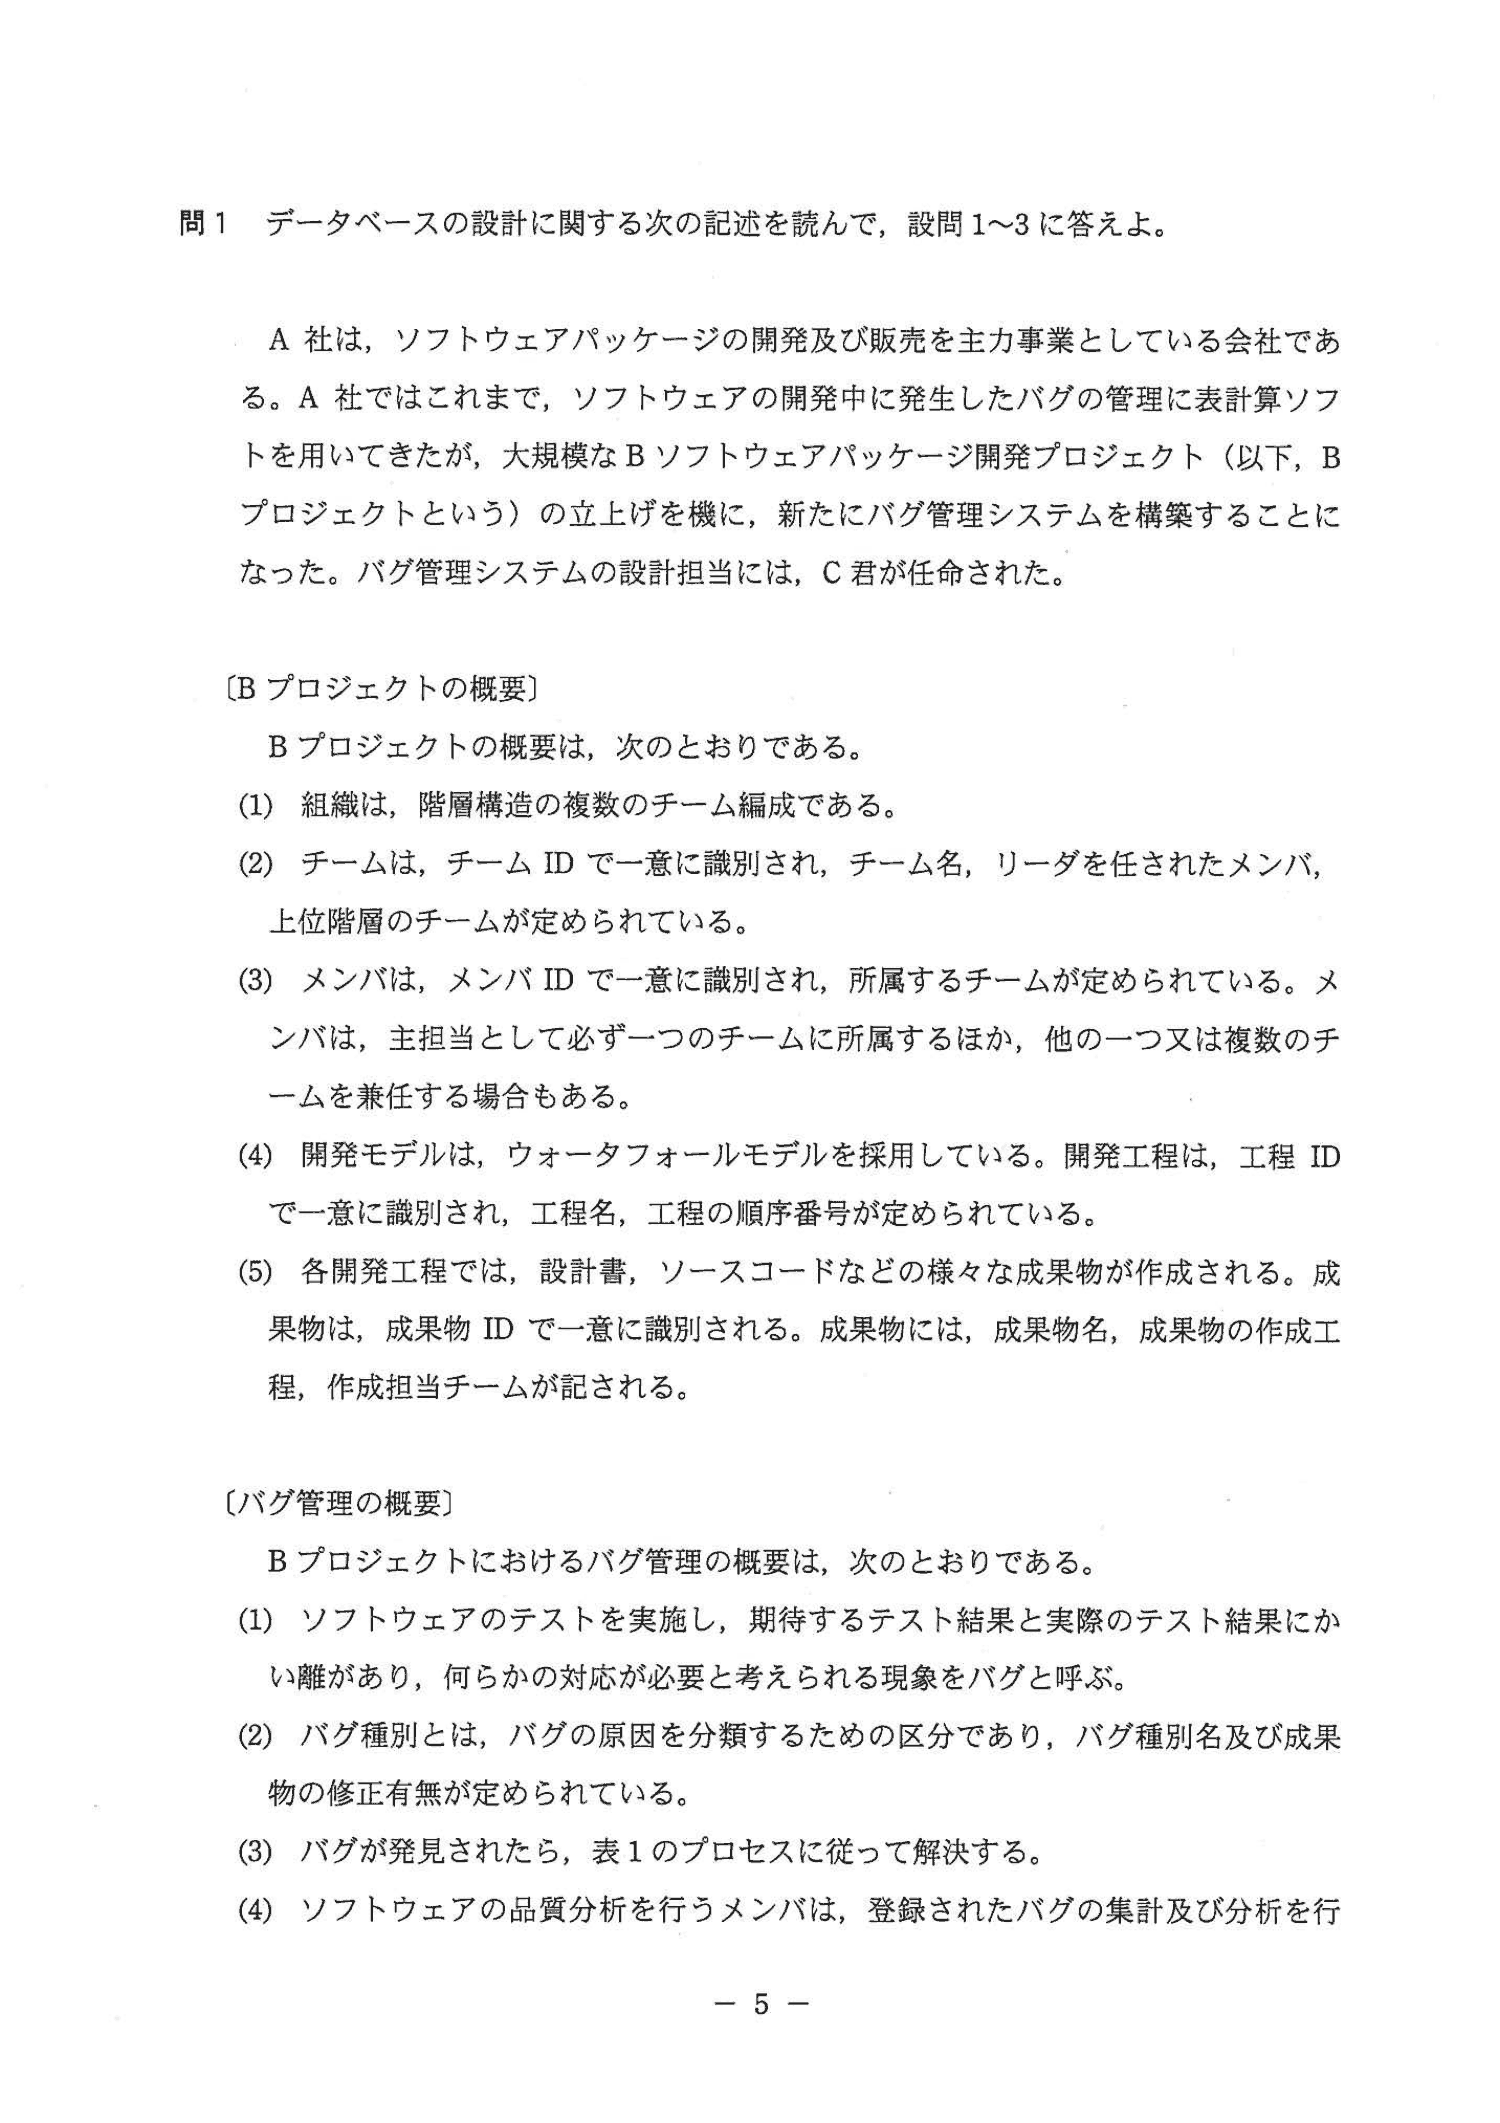 問1　データベースの設計に関する次の記述を読んで，設問1～3に答えよ。
A 社は，ソフトウェアパッケージの開発及び販売を主力事業としている会社であ
る。A 社ではこれまで，ソフトウェアの開発中に発生したバグの管理に表計算ソフ
トを用いてきたが，大規模な B ソフトウェアパッケージ開発プロジェクト（以下，B
プロジェクトという）の立上げを機に，新たにバグ管理システムを構築することに
なった。バグ管理システムの設計担当には，C 君が任命された。
〔B プロジェクトの概要〕
B プロジェクトの概要は，次のとおりである。
(1)　組織は，階層構造の複数のチーム編成である。
(2)　チームは，チーム ID で一意に識別され，チーム名，リーダを任されたメンバ，
上位階層のチームが定められている。
(3)　メンバは，メンバ ID で一意に識別され，所属するチームが定められている。メ
ンバは，主担当として必ず一つのチームに所属するほか，他の一つ又は複数のチ
ームを兼任する場合もある。
(4)　開発モデルは，ウォータフォールモデルを採用している。開発工程は，工程 ID
で一意に識別され，工程名，工程の順序番号が定められている。
(5)　各開発工程では，設計書，ソースコードなどの様々な成果物が作成される。成
果物は，成果物 ID で一意に識別される。成果物には，成果物名，成果物の作成工
程，作成担当チームが記される。
〔バグ管理の概要〕
B プロジェクトにおけるバグ管理の概要は，次のとおりである。
(1)　ソフトウェアのテストを実施し，期待するテスト結果と実際のテスト結果にか
い離があり，何らかの対応が必要と考えられる現象をバグと呼ぶ。
(2)　バグ種別とは，バグの原因を分類するための区分であり，バグ種別名及び成果
物の修正有無が定められている。
(3)　バグが発見されたら，表1のプロセスに従って解決する。
(4)　ソフトウェアの品質分析を行うメンバは，登録されたバグの集計及び分析を行
－ 5 －